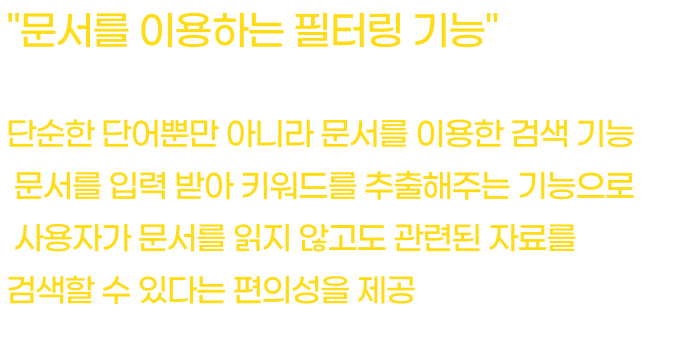 "문서를 이용하는 필터링 기능"
단순한 단어뿐만 아니라 문서를 이용한 검색 기능
문서를 입력 받아 키워드를 추출해주는 기능으로
사용자가 문서를 읽지 않고도 관련된 자료를
검색할 수 있다는 편의성을 제공